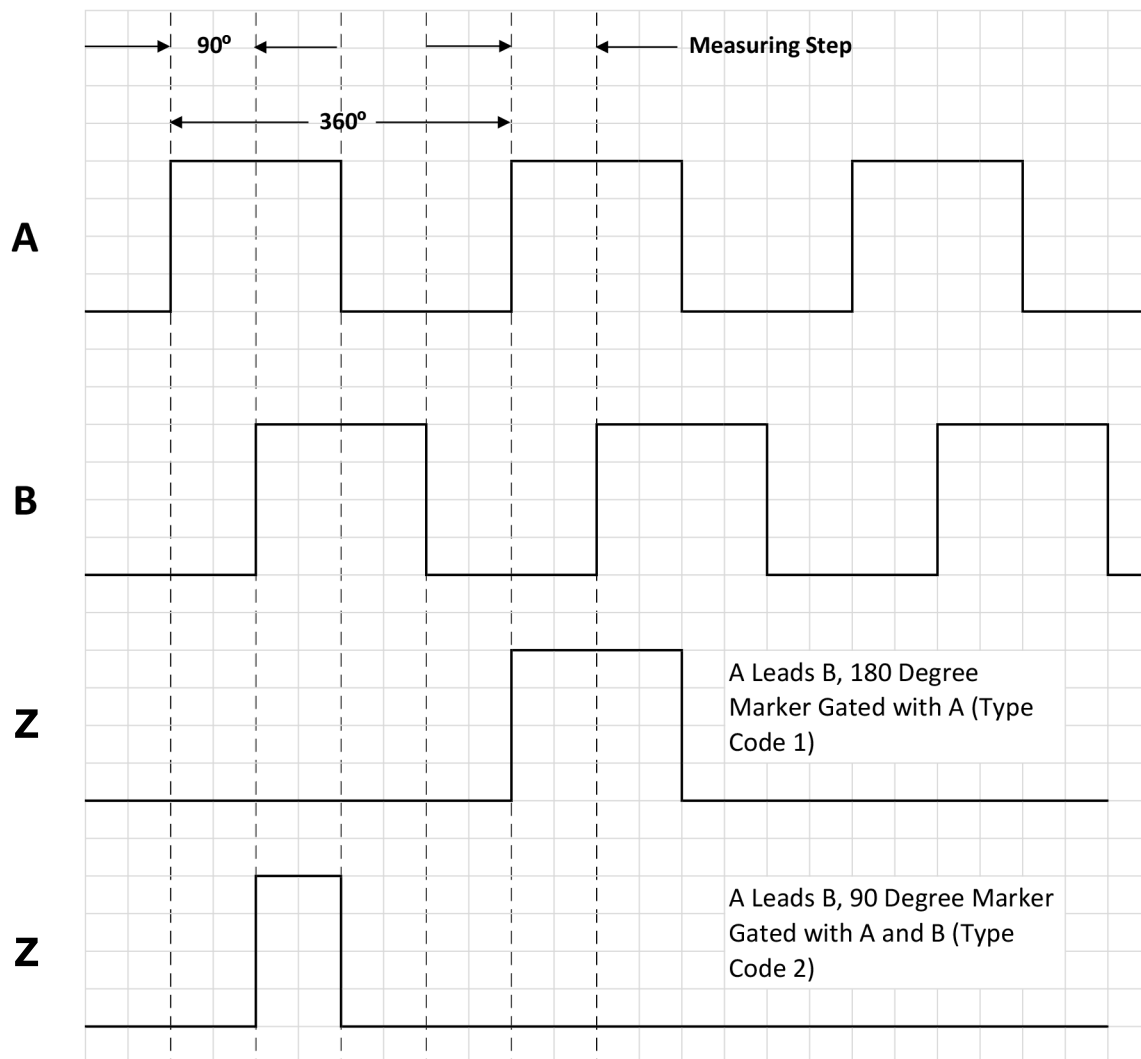 90º
Measuring Step
360º
A
B
Z
A Leads B, 180 Degree
Marker Gated with A (Type
Code 1)
Z
A Leads B, 90 Degree Marker
Gated with A and B (Type
Code 2)